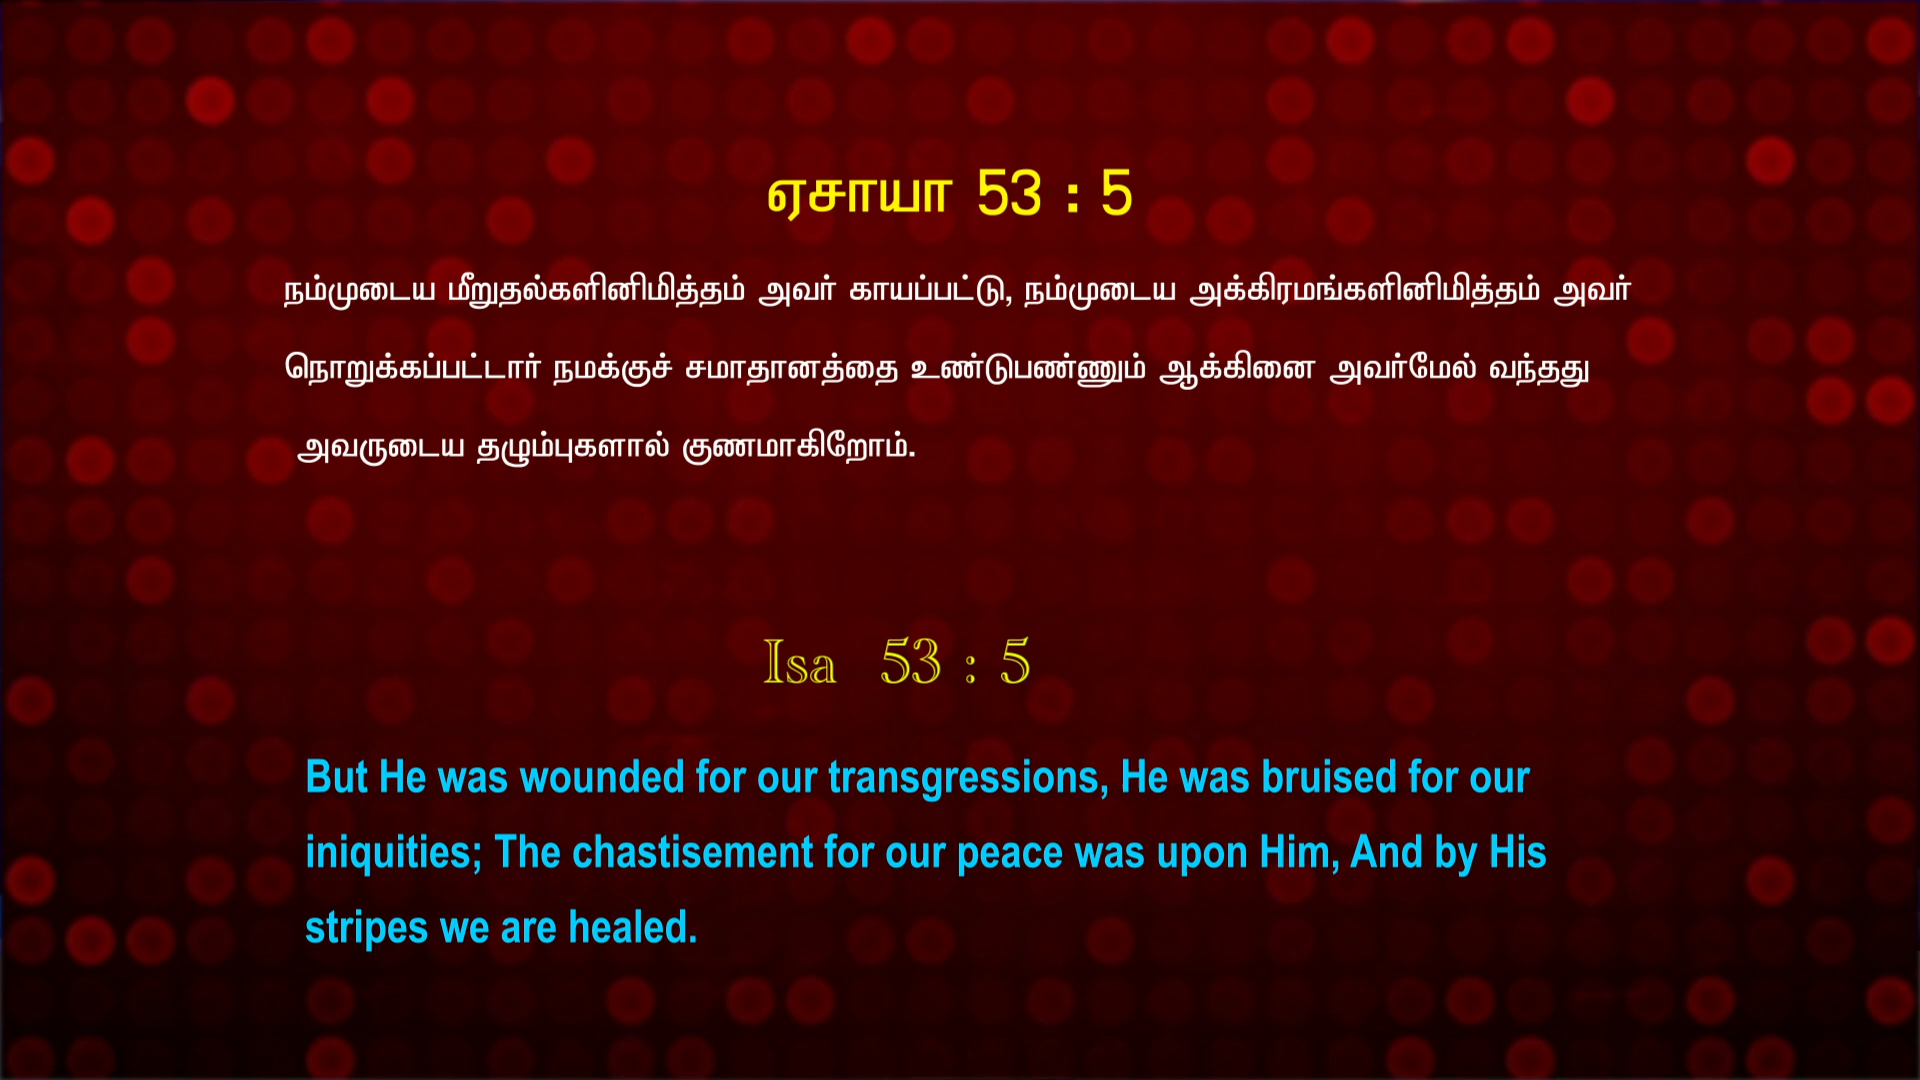 ஏசாயா 53 : 5
நம்முடைய மீறுதல்களினிமித்தம் அவர் காயப்பட்டு, நம்முடைய அக்கிரமங்களினிமித்தம் அவர்
நொறுக்கப்பட்டார் நமக்குச் சமாதானத்தை உண்டுபண்ணும் ஆக்கினை அவர்மேல் வந்தது
அவருடைய தழும்புகளால் குணமாகிறோம்.
Isa 53 : 5
But He was wounded for our transgressions, He was bruised for our
iniquities; The chastisement for our peace was upon Him, And by His
stripes we are healed.